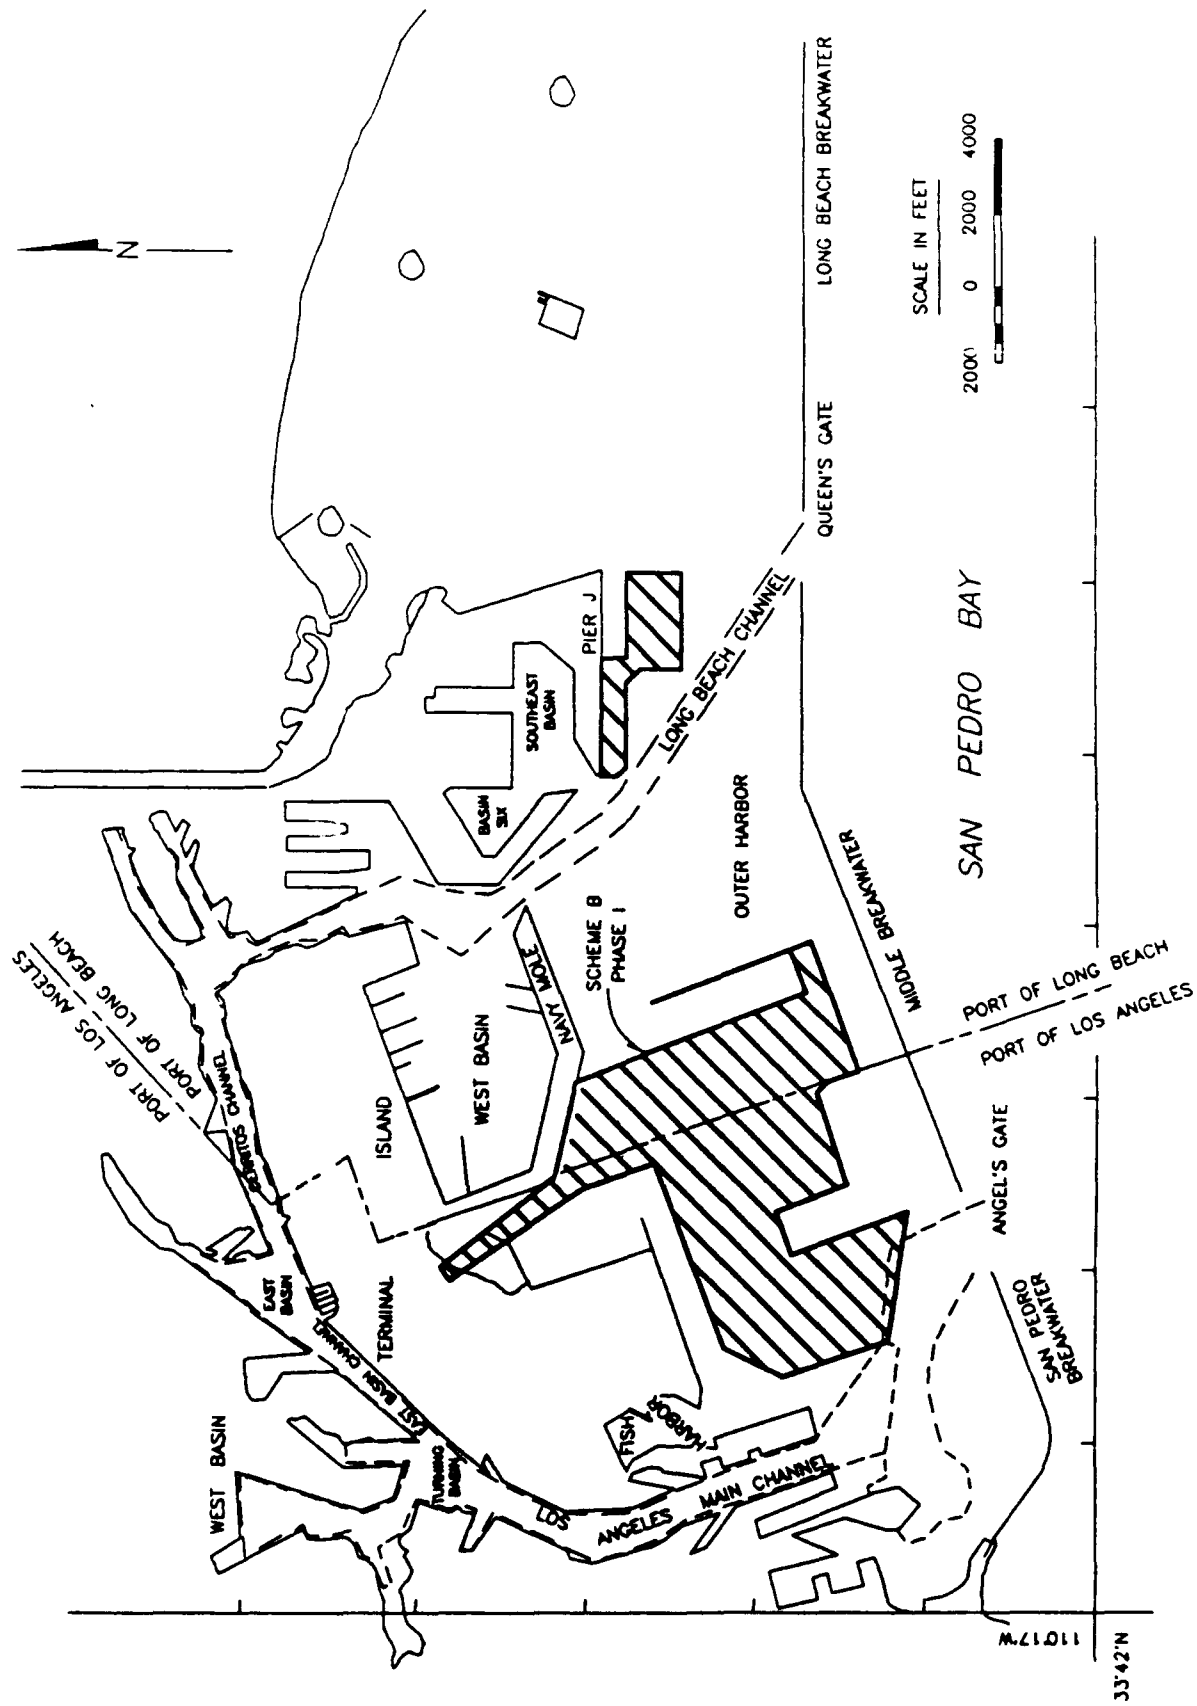 N
LONG BEACH BREAKWATER
SCALE IN FEET
2000 0 2000 4000
QUEEN'S GATE
LONG BEACH CHANNEL
SAN PEDRO BAY
PIER J
SOUTHEAST
BASIN
BASIN
SIX
OUTER HARBOR
MIDDLE BREAKWATER
SCHEME B
PHASE 1
NAVY MOLE
WEST BASIN
PORT OF LOS ANGELES
PORT OF LONG BEACH
CERRITOS CHANNEL
PORT OF LONG BEACH
PORT OF LOS ANGELES
TERMINAL ISLAND
ANGEL'S GATE
EAST
BASIN
EAST BASIN CHANNEL
SAN PEDRO
BREAKWATER
FISH
HARBOR
WEST BASIN
TURNING
BASIN
LOS ANGELES MAIN CHANNEL
110°17'W
33°42'N